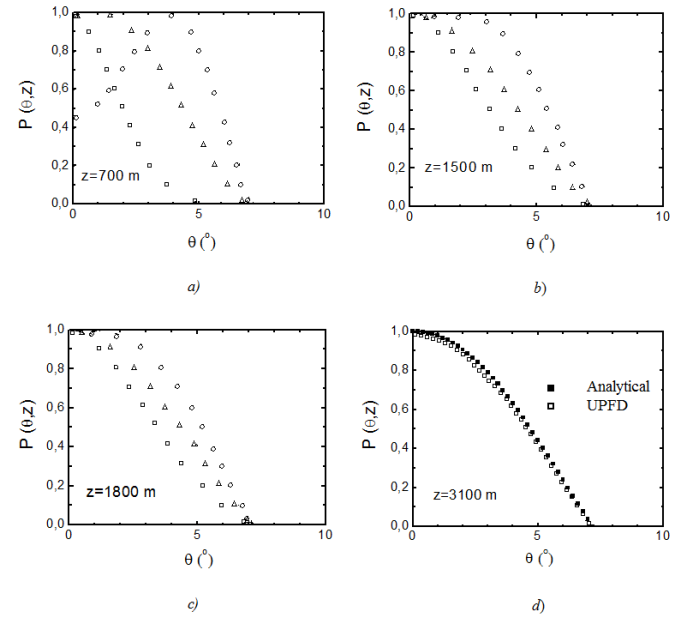 1,0
0,8
0,6
0,4
0,2
0,0
P (θ,z)
z=700 m
0 5 10
θ (°)
a)
1,0
0,8
0,6
0,4
0,2
0,0
P (θ,z)
z=1500 m
0 5 10
θ (°)
b)
1,0
0,8
0,6
0,4
0,2
0,0
P (θ,z)
z=1800 m
0 5 10
θ (°)
c)
1,0
0,8
0,6
0,4
0,2
0,0
P (θ,z)
Analytical
UPFD
z=3100 m
0 5 10
θ (°)
d)